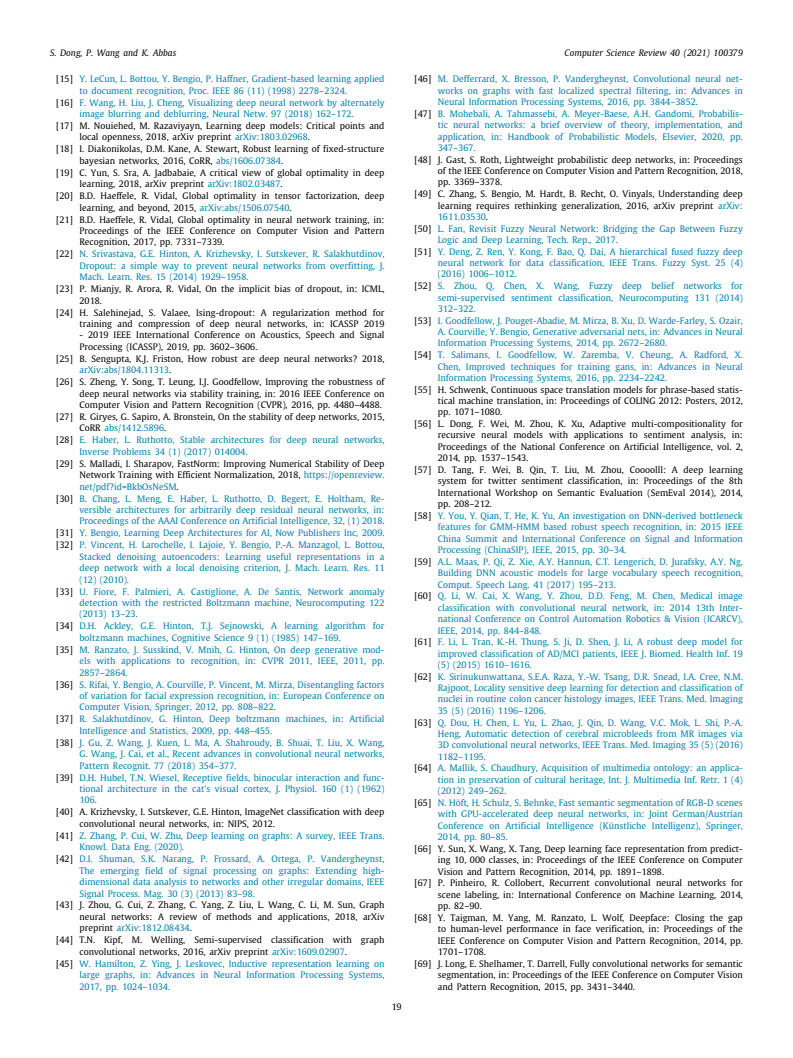 S. Dong, P. Wang and K. Abbas
Computer Science Review 40 (2021) 100379
[15] Y. LeCun, L. Bottou, Y. Bengio, P. Haffner, Gradient-based learning applied
to document recognition, Proc. IEEE 86 (11) (1998) 2278–2324.
[16] F. Wang, H. Liu, J. Cheng, Visualizing deep neural network by alternately
image blurring and deblurring, Neural Netw. 97 (2018) 162–172.
[17] M. Nouiehed, M. Razaviyayn, Learning deep models: Critical points and
local openness, 2018, arXiv preprint arXiv:1803.02968.
[18] I. Diakonikolas, D.M. Kane, A. Stewart, Robust learning of fixed-structure
bayesian networks, 2016, CoRR, abs/1606.07384.
[19] C. Yun, S. Sra, A. Jadbabaie, A critical view of global optimality in deep
learning, 2018, arXiv preprint arXiv:1802.03487.
[20] B.D. Haeffele, R. Vidal, Global optimality in tensor factorization, deep
learning, and beyond, 2015, arXiv:abs/1506.07540.
[21] B.D. Haeffele, R. Vidal, Global optimality in neural network training, in:
Proceedings of the IEEE Conference on Computer Vision and Pattern
Recognition, 2017, pp. 7331–7339.
[22] N. Srivastava, G.E. Hinton, A. Krizhevsky, I. Sutskever, R. Salakhutdinov,
Dropout: a simple way to prevent neural networks from overfitting, J.
Mach. Learn. Res. 15 (2014) 1929–1958.
[23] P. Mianjy, R. Arora, R. Vidal, On the implicit bias of dropout, in: ICML,
2018.
[24] H. Salehinejad, S. Valaee, Ising-dropout: A regularization method for
training and compression of deep neural networks, in: ICASSP 2019
- 2019 IEEE International Conference on Acoustics, Speech and Signal
Processing (ICASSP), 2019, pp. 3602–3606.
[25] B. Sengupta, K.J. Friston, How robust are deep neural networks? 2018,
arXiv:abs/1804.11313.
[26] S. Zheng, Y. Song, T. Leung, I.J. Goodfellow, Improving the robustness of
deep neural networks via stability training, in: 2016 IEEE Conference on
Computer Vision and Pattern Recognition (CVPR), 2016, pp. 4480–4488.
[27] R. Giryes, G. Sapiro, A. Bronstein, On the stability of deep networks, 2015,
CoRR abs/1412.5896.
[28] E. Haber, L. Ruthotto, Stable architectures for deep neural networks,
Inverse Problems 34 (1) (2017) 014004.
[29] S. Malladi, I. Sharapov, FastNorm: Improving Numerical Stability of Deep
Network Training with Efficient Normalization, 2018, https://openreview.
net/pdf?id=BkbOsNeSM.
[30] B. Chang, L. Meng, E. Haber, L. Ruthotto, D. Begert, E. Holtham, Re-
versible architectures for arbitrarily deep residual neural networks, in:
Proceedings of the AAAI Conference on Artificial Intelligence, 32, (1) 2018.
[31] Y. Bengio, Learning Deep Architectures for AI, Now Publishers Inc, 2009.
[32] P. Vincent, H. Larochelle, I. Lajoie, Y. Bengio, P.-A. Manzagol, L. Bottou,
Stacked denoising autoencoders: Learning useful representations in a
deep network with a local denoising criterion, J. Mach. Learn. Res. 11
(12) (2010).
[33] U. Fiore, F. Palmieri, A. Castiglione, A. De Santis, Network anomaly
detection with the restricted Boltzmann machine, Neurocomputing 122
(2013) 13–23.
[34] D.H. Ackley, G.E. Hinton, T.J. Sejnowski, A learning algorithm for
boltzmann machines, Cognitive Science 9 (1) (1985) 147–169.
[35] M. Ranzato, J. Susskind, V. Mnih, G. Hinton, On deep generative mod-
els with applications to recognition, in: CVPR 2011, IEEE, 2011, pp.
2857–2864.
[36] S. Rifai, Y. Bengio, A. Courville, P. Vincent, M. Mirza, Disentangling factors
of variation for facial expression recognition, in: European Conference on
Computer Vision, Springer, 2012, pp. 808–822.
[37] R. Salakhutdinov, G. Hinton, Deep boltzmann machines, in: Artificial
Intelligence and Statistics, 2009, pp. 448–455.
[38] J. Gu, Z. Wang, J. Kuen, L. Ma, A. Shahroudy, B. Shuai, T. Liu, X. Wang,
G. Wang, J. Cai, et al., Recent advances in convolutional neural networks,
Pattern Recognit. 77 (2018) 354–377.
[39] D.H. Hubel, T.N. Wiesel, Receptive fields, binocular interaction and func-
tional architecture in the cat's visual cortex, J. Physiol. 160 (1) (1962)
106.
[40] A. Krizhevsky, I. Sutskever, G.E. Hinton, ImageNet classification with deep
convolutional neural networks, in: NIPS, 2012.
[41] Z. Zhang, P. Cui, W. Zhu, Deep learning on graphs: A survey, IEEE Trans.
Knowl. Data Eng. (2020).
[42] D.I. Shuman, S.K. Narang, P. Frossard, A. Ortega, P. Vandergheynst,
The emerging field of signal processing on graphs: Extending high-
dimensional data analysis to networks and other irregular domains, IEEE
Signal Process. Mag. 30 (3) (2013) 83–98.
[43] J. Zhou, G. Cui, Z. Zhang, C. Yang, Z. Liu, L. Wang, C. Li, M. Sun, Graph
neural networks: A review of methods and applications, 2018, arXiv
preprint arXiv:1812.08434.
[44] T.N. Kipf, M. Welling, Semi-supervised classification with graph
convolutional networks, 2016, arXiv preprint arXiv:1609.02907.
[45] W. Hamilton, Z. Ying, J. Leskovec, Inductive representation learning on
large graphs, in: Advances in Neural Information Processing Systems,
2017, pp. 1024–1034.
[46] M. Defferrard, X. Bresson, P. Vandergheynst, Convolutional neural net-
works on graphs with fast localized spectral filtering, in: Advances in
Neural Information Processing Systems, 2016, pp. 3844–3852.
[47] B. Mohebali, A. Tahmassebi, A. Meyer-Baese, A.H. Gandomi, Probabilis-
tic neural networks: a brief overview of theory, implementation, and
application, in: Handbook of Probabilistic Models, Elsevier, 2020, pp.
347–367.
[48] J. Gast, S. Roth, Lightweight probabilistic deep networks, in: Proceedings
of the IEEE Conference on Computer Vision and Pattern Recognition, 2018,
pp. 3369–3378.
[49] C. Zhang, S. Bengio, M. Hardt, B. Recht, O. Vinyals, Understanding deep
learning requires rethinking generalization, 2016, arXiv preprint arXiv:
1611.03530.
[50] L. Fan, Revisit Fuzzy Neural Network: Bridging the Gap Between Fuzzy
Logic and Deep Learning, Tech. Rep., 2017.
[51] Y. Deng, Z. Ren, Y. Kong, F. Bao, Q. Dai, A hierarchical fused fuzzy deep
neural network for data classification, IEEE Trans. Fuzzy Syst. 25 (4)
(2016) 1006–1012.
[52] S. Zhou, Q. Chen, X. Wang, Fuzzy deep belief networks for
semi-supervised sentiment classification, Neurocomputing 131 (2014)
312–322.
[53] I. Goodfellow, J. Pouget-Abadie, M. Mirza, B. Xu, D. Warde-Farley, S. Ozair,
A. Courville, Y. Bengio, Generative adversarial nets, in: Advances in Neural
Information Processing Systems, 2014, pp. 2672–2680.
[54] T. Salimans, I. Goodfellow, W. Zaremba, V. Cheung, A. Radford, X.
Chen, Improved techniques for training gans, in: Advances in Neural
Information Processing Systems, 2016, pp. 2234–2242.
[55] H. Schwenk, Continuous space translation models for phrase-based statis-
tical machine translation, in: Proceedings of COLING 2012: Posters, 2012,
pp. 1071–1080.
[56] L. Dong, F. Wei, M. Zhou, K. Xu, Adaptive multi-compositionality for
recursive neural models with applications to sentiment analysis, in:
Proceedings of the National Conference on Artificial Intelligence, vol. 2,
2014, pp. 1537–1543.
[57] D. Tang, F. Wei, B. Qin, T. Liu, M. Zhou, Coooolll: A deep learning
system for twitter sentiment classification, in: Proceedings of the 8th
International Workshop on Semantic Evaluation (SemEval 2014), 2014,
pp. 208–212.
[58] Y. You, Y. Qian, T. He, K. Yu, An investigation on DNN-derived bottleneck
features for GMM-HMM based robust speech recognition, in: 2015 IEEE
China Summit and International Conference on Signal and Information
Processing (ChinaSIP), IEEE, 2015, pp. 30–34.
[59] A.L. Maas, P. Qi, Z. Xie, A.Y. Hannun, C.T. Lengerich, D. Jurafsky, A.Y. Ng,
Building DNN acoustic models for large vocabulary speech recognition,
Comput. Speech Lang. 41 (2017) 195–213.
[60] Q. Li, W. Cai, X. Wang, Y. Zhou, D.D. Feng, M. Chen, Medical image
classification with convolutional neural network, in: 2014 13th Inter-
national Conference on Control Automation Robotics & Vision (ICARCV),
IEEE, 2014, pp. 844–848.
[61] F. Li, L. Tran, K.-H. Thung, S. Ji, D. Shen, J. Li, A robust deep model for
improved classification of AD/MCI patients, IEEE J. Biomed. Health Inf. 19
(5) (2015) 1610–1616.
[62] K. Sirinukunwattana, S.E.A. Raza, Y.-W. Tsang, D.R. Snead, I.A. Cree, N.M.
Rajpoot, Locality sensitive deep learning for detection and classification of
nuclei in routine colon cancer histology images, IEEE Trans. Med. Imaging
35 (5) (2016) 1196–1206.
[63] Q. Dou, H. Chen, L. Yu, L. Zhao, J. Qin, D. Wang, V.C. Mok, L. Shi, P.-A.
Heng, Automatic detection of cerebral microbleeds from MR images via
3D convolutional neural networks, IEEE Trans. Med. Imaging 35 (5) (2016)
1182–1195.
[64] A. Mallik, S. Chaudhury, Acquisition of multimedia ontology: an applica-
tion in preservation of cultural heritage, Int. J. Multimedia Inf. Retr. 1 (4)
(2012) 249–262.
[65] N. Höft, H. Schulz, S. Behnke, Fast semantic segmentation of RGB-D scenes
with GPU-accelerated deep neural networks, in: Joint German/Austrian
Conference on Artificial Intelligence (Künstliche Intelligenz), Springer,
2014, pp. 80–85.
[66] Y. Sun, X. Wang, X. Tang, Deep learning face representation from predict-
ing 10, 000 classes, in: Proceedings of the IEEE Conference on Computer
Vision and Pattern Recognition, 2014, pp. 1891–1898.
[67] P. Pinheiro, R. Collobert, Recurrent convolutional neural networks for
scene labeling, in: International Conference on Machine Learning, 2014,
pp. 82–90.
[68] Y. Taigman, M. Yang, M. Ranzato, L. Wolf, Deepface: Closing the gap
to human-level performance in face verification, in: Proceedings of the
IEEE Conference on Computer Vision and Pattern Recognition, 2014, pp.
1701–1708.
[69] J. Long, E. Shelhamer, T. Darrell, Fully convolutional networks for semantic
segmentation, in: Proceedings of the IEEE Conference on Computer Vision
and Pattern Recognition, 2015, pp. 3431–3440.
19